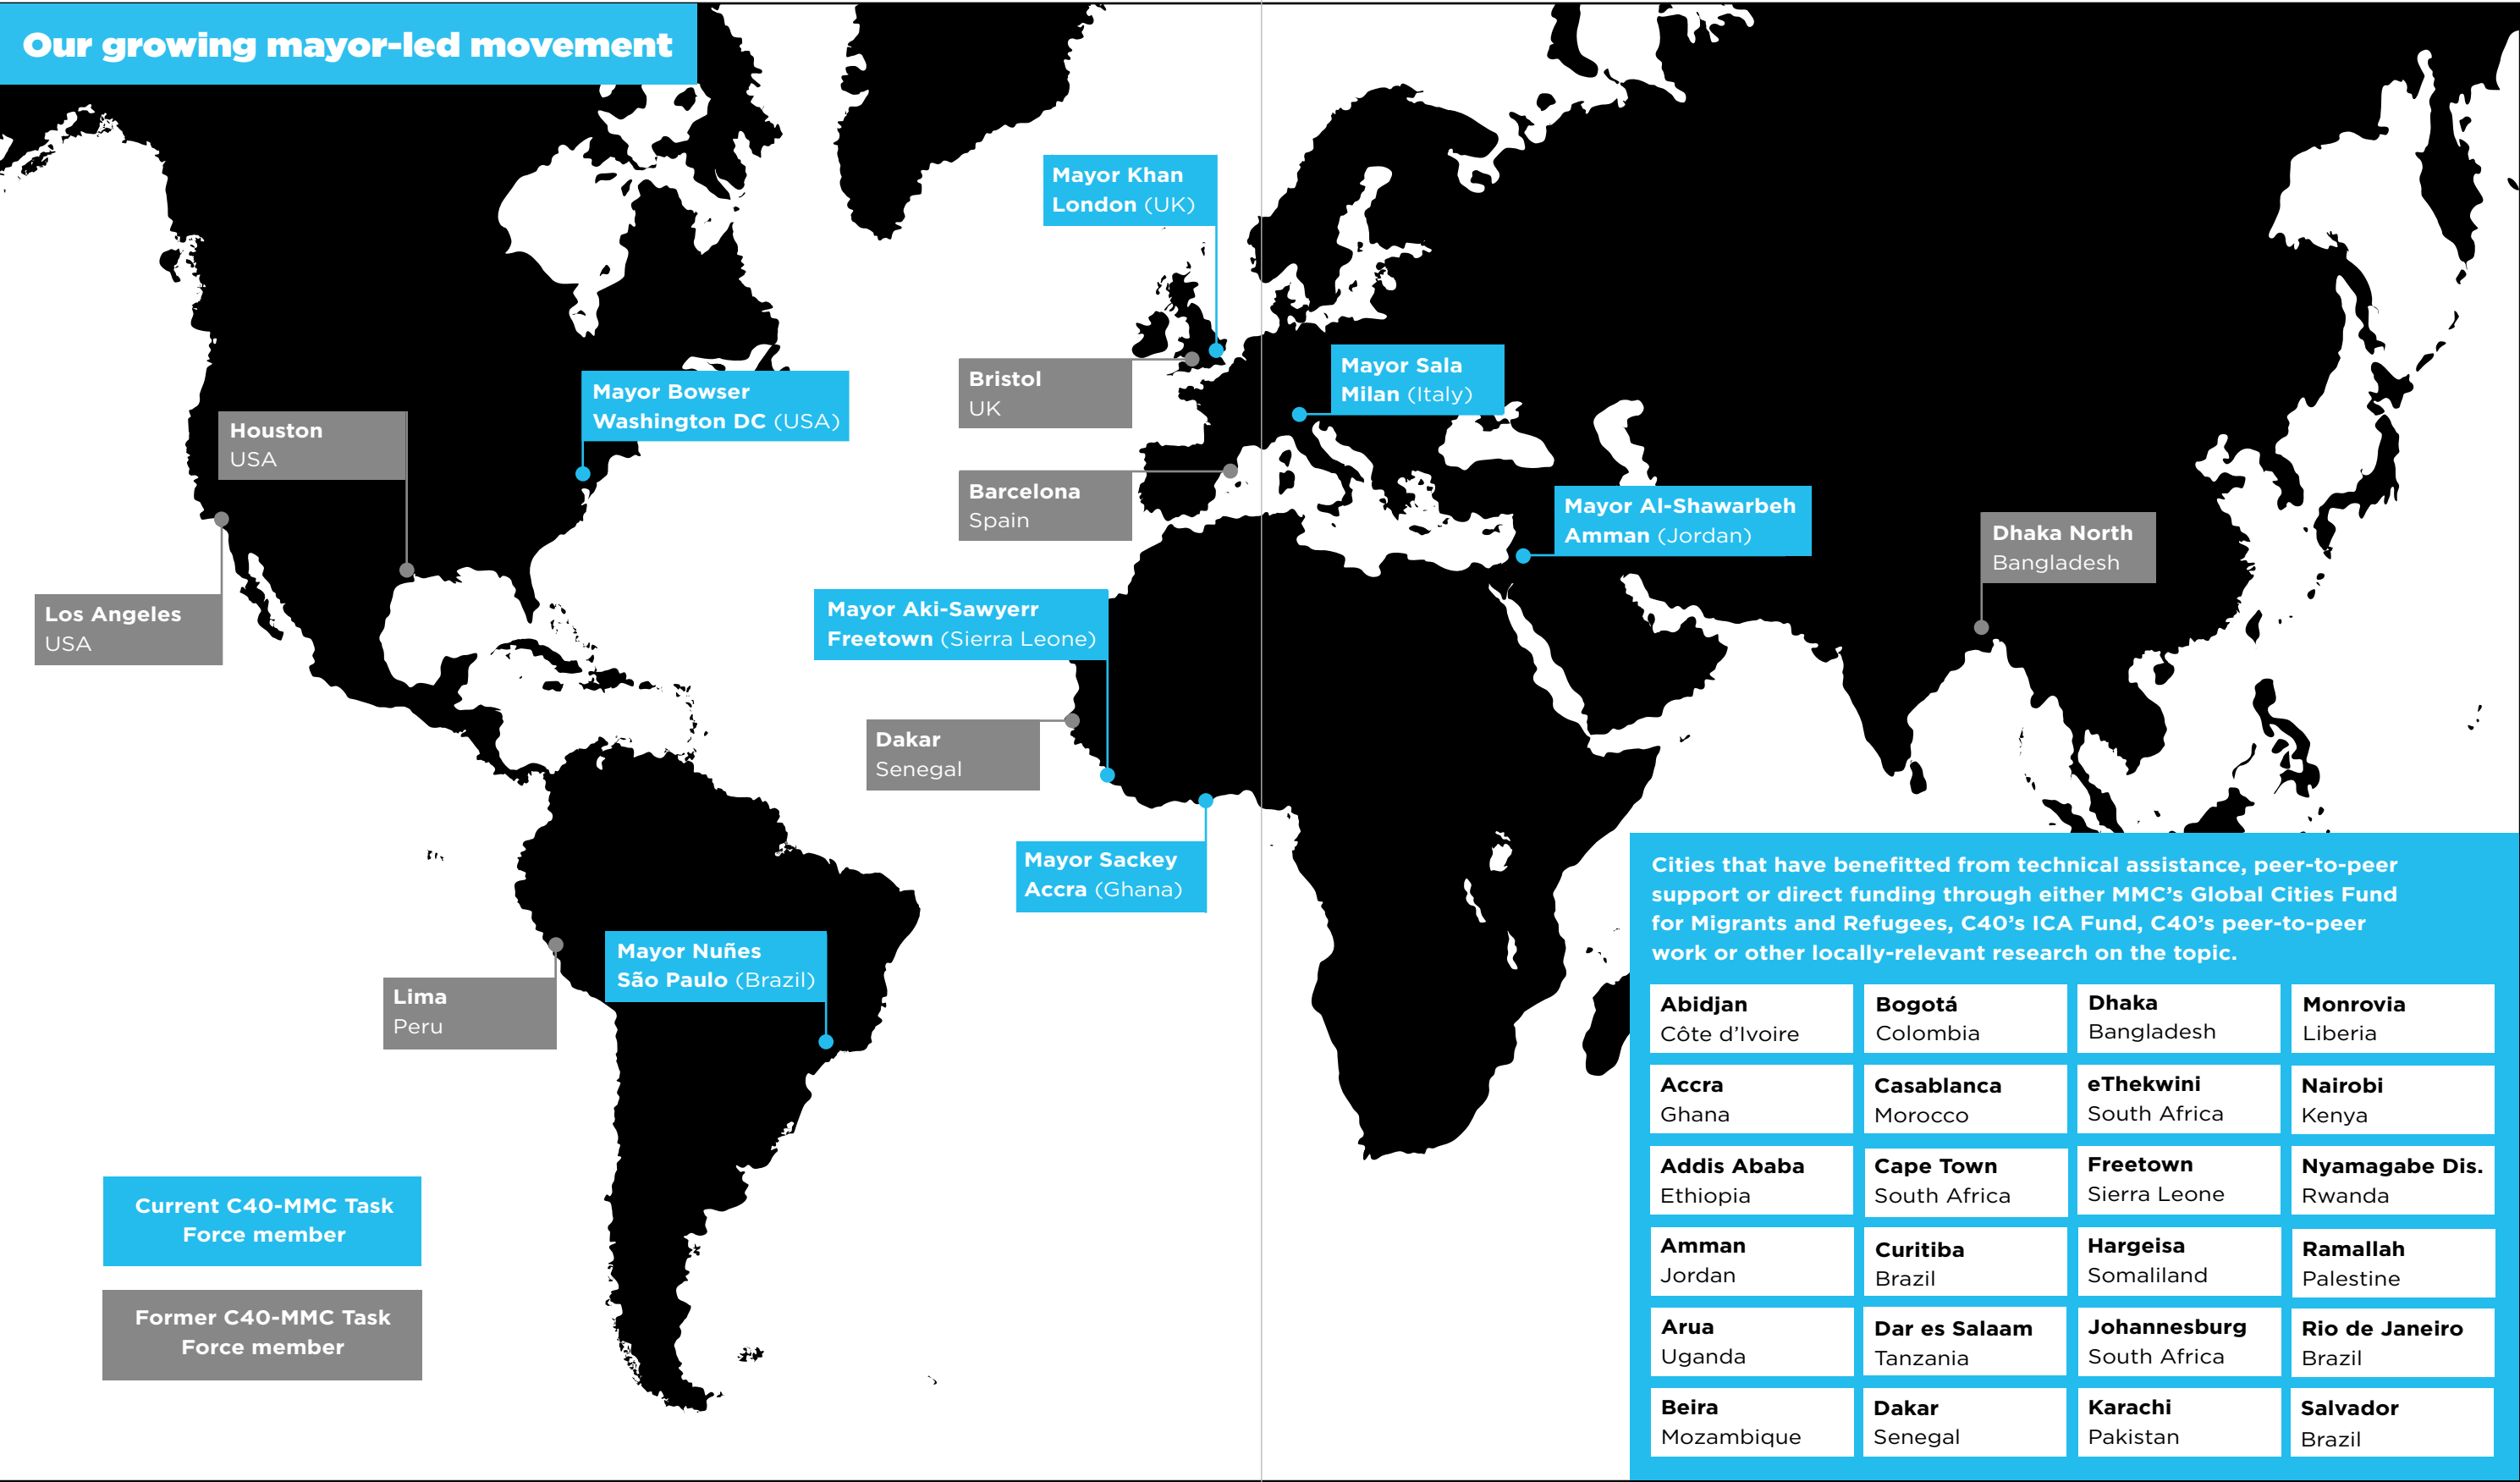 Our growing mayor-led movement
Mayor Khan
London (UK)
Bristol
UK
Mayor Sala
Milan (Italy)
Mayor Bowser
Washington DC (USA)
Houston
USA
Barcelona
Spain
Mayor Al-Shawarbeh
Amman (Jordan)
Dhaka North
Bangladesh
Los Angeles
USA
Mayor Aki-Sawyerr
Freetown (Sierra Leone)
Dakar
Senegal
Mayor Sackey
Accra (Ghana)
Mayor Nuñes
São Paulo (Brazil)
Lima
Peru
Current C40-MMC Task
Force member
Former C40-MMC Task
Force member
Cities that have benefitted from technical assistance, peer-to-peer
support or direct funding through either MMC’s Global Cities Fund
for Migrants and Refugees, C40’s ICA Fund, C40’s peer-to-peer
work or other locally-relevant research on the topic.
Abidjan
Côte d’Ivoire
Bogotá
Colombia
Dhaka
Bangladesh
Monrovia
Liberia
Accra
Ghana
Casablanca
Morocco
eThekwini
South Africa
Nairobi
Kenya
Addis Ababa
Ethiopia
Cape Town
South Africa
Freetown
Sierra Leone
Nyamagabe Dis.
Rwanda
Amman
Jordan
Curitiba
Brazil
Hargeisa
Somaliland
Ramallah
Palestine
Arua
Uganda
Dar es Salaam
Tanzania
Johannesburg
South Africa
Rio de Janeiro
Brazil
Beira
Mozambique
Dakar
Senegal
Karachi
Pakistan
Salvador
Brazil